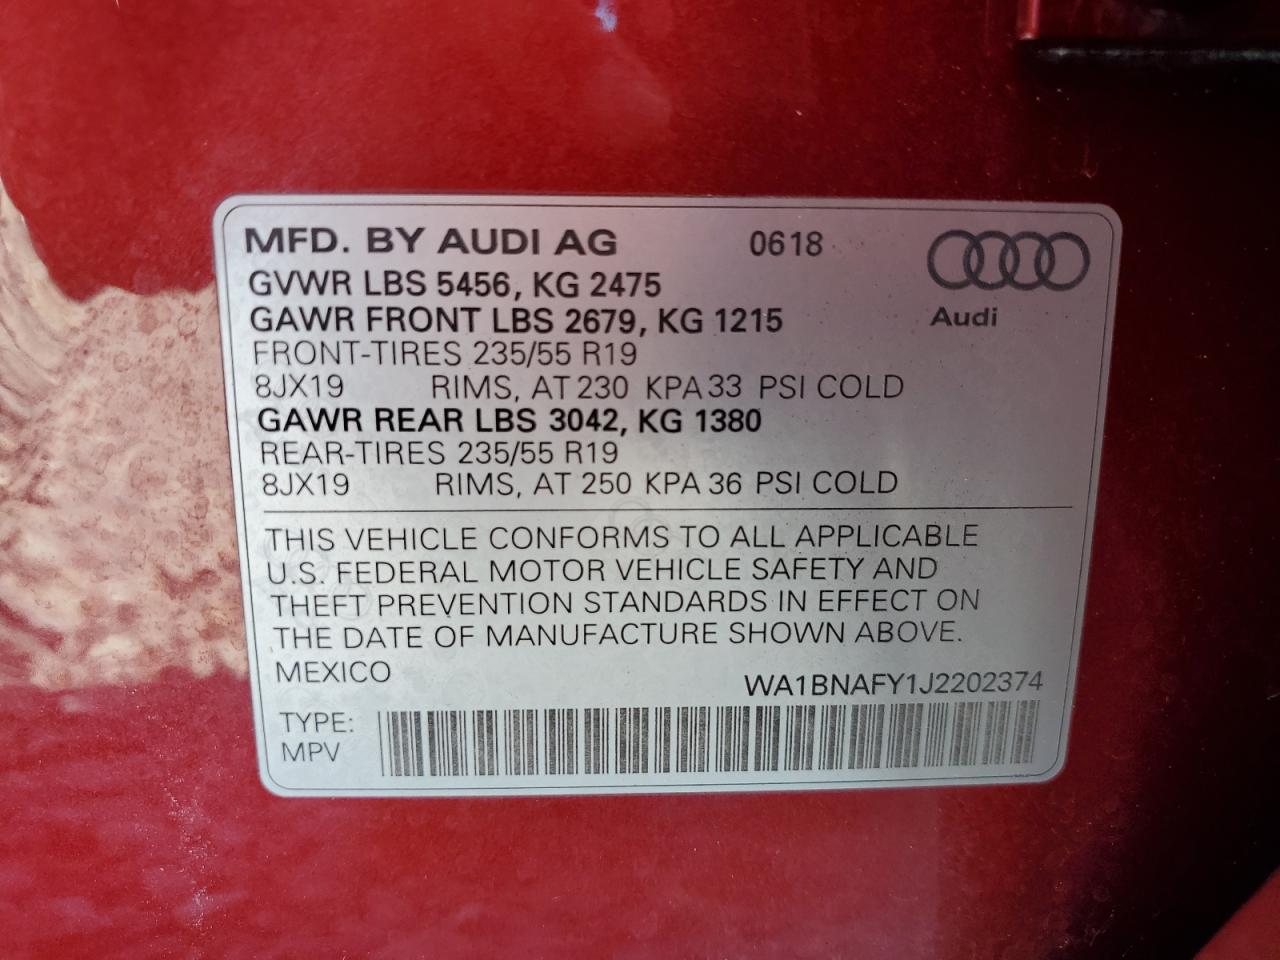 MFD. BY AUDI AG 0618
GVWR LBS 5456, KG 2475
GAWR FRONT LBS 2679, KG 1215
Audi
FRONT-TIRES 235/55 R19
8JX19 RIMS, AT 230 KPA 33 PSI COLD
GAWR REAR LBS 3042, KG 1380
REAR-TIRES 235/55 R19
8JX19 RIMS, AT 250 KPA 36 PSI COLD
THIS VEHICLE CONFORMS TO ALL APPLICABLE
U.S. FEDERAL MOTOR VEHICLE SAFETY AND
THEFT PREVENTION STANDARDS IN EFFECT ON
THE DATE OF MANUFACTURE SHOWN ABOVE.
MEXICO
WA1BNAFY1J2202374
TYPE:
MPV